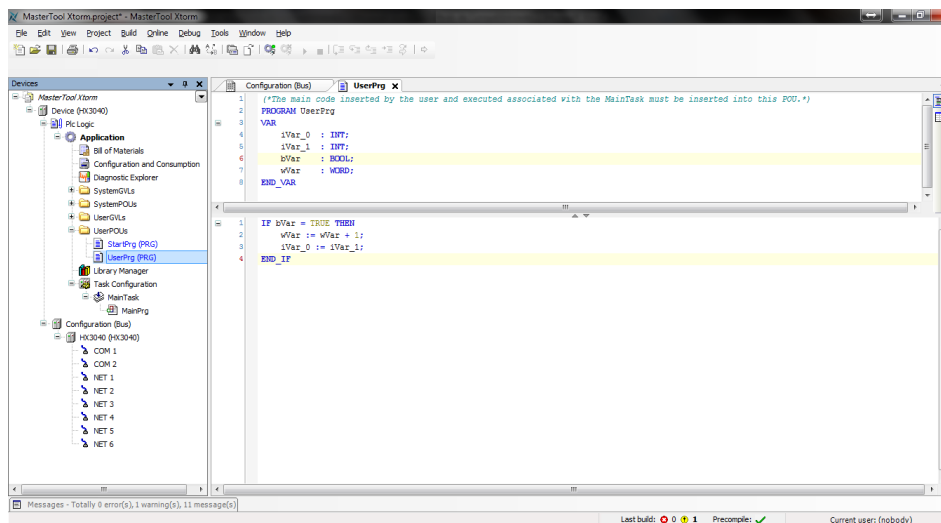 MasterTool Xtorm.project* - MasterTool Xtorm
File Edit View Project Build Online Debug Tools Window Help
Devices
MasterTool Xtorm
Device (HX3040)
Plc Logic
Application
Bill of Materials
Configuration and Consumption
Diagnostic Explorer
SystemGVLs
SystemPOUs
UserGVLs
UserPOUs
StartPrg (PRG)
UserPrg (PRG)
Library Manager
Task Configuration
MainTask
MainPrg
Configuration (Bus)
HX3040 (HX3040)
COM 1
COM 2
NET 1
NET 2
NET 3
NET 4
NET 5
NET 6
Configuration (Bus) UserPrg X
1 (*The main code inserted by the user and executed associated with the MainTask must be inserted into this POU.*)
2 PROGRAM UserPrg
3 VAR
4 iVar_0 : INT;
5 iVar_1 : INT;
6 bVar : BOOL;
7 wVar : WORD;
8 END_VAR
1 IF bVar = TRUE THEN
2 wVar := wVar + 1;
3 iVar_0 := iVar_1;
4 END_IF
Messages - Totally 0 error(s), 1 warning(s), 11 message(s)
Last build: 0 1 Precompile: Current user: (nobody)